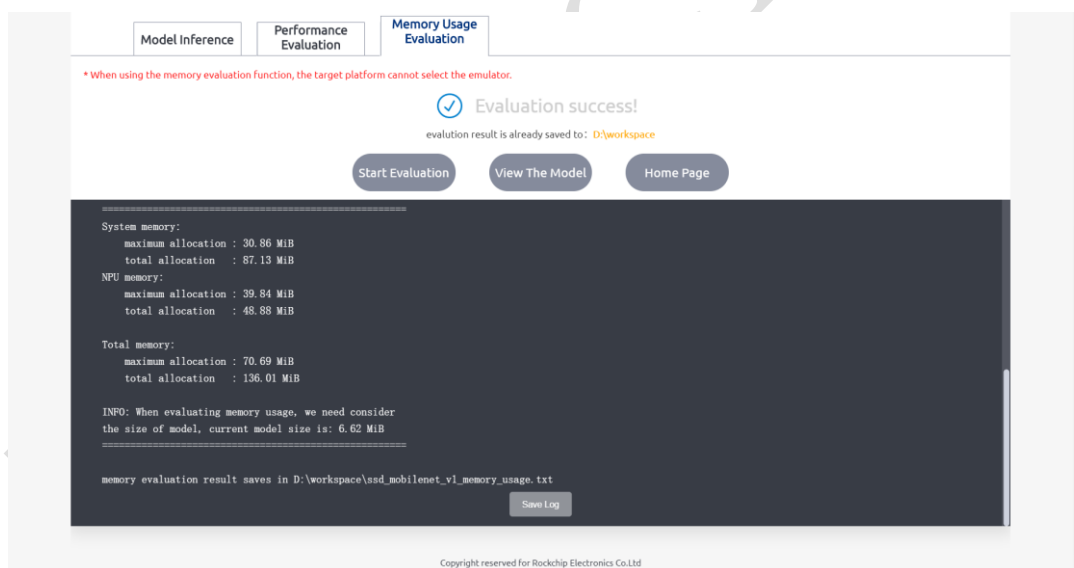 Model Inference
Performance
Evaluation
Memory Usage
Evaluation
* When using the memory evaluation function, the target platform cannot select the emulator.
Evaluation success!
evalution result is already saved to: D:\workspace
Start Evaluation
View The Model
Home Page
=======================================================
System memory:
maximum allocation : 30.86 MiB
total allocation : 87.13 MiB
NPU memory:
maximum allocation : 39.84 MiB
total allocation : 48.88 MiB
Total memory:
maximum allocation : 70.69 MiB
total allocation : 136.01 MiB
INFO: When evaluating memory usage, we need consider
the size of model, current model size is: 6.62 MiB
=======================================================
memory evaluation result saves in D:\workspace\ssd_mobilenet_v1_memory_usage.txt
Save Log
Copyright reserved for Rockchip Electronics Co.Ltd